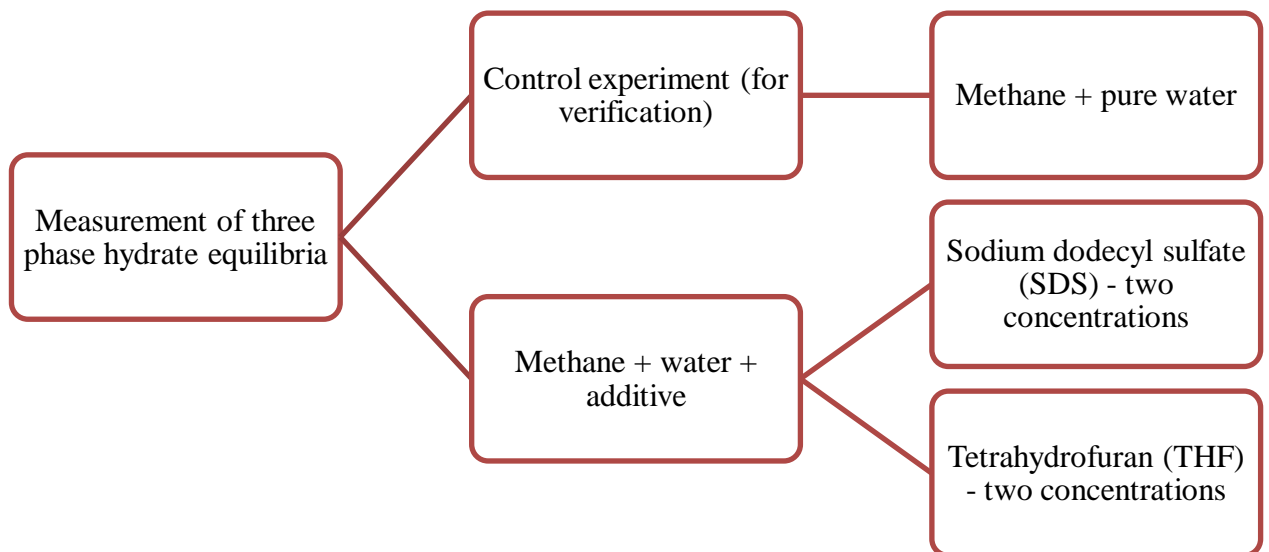 Measurement of three
phase hydrate equilibria
Control experiment (for
verification)
Methane + pure water
Methane + water +
additive
Sodium dodecyl sulfate
(SDS) - two
concentrations
Tetrahydrofuran (THF)
- two concentrations